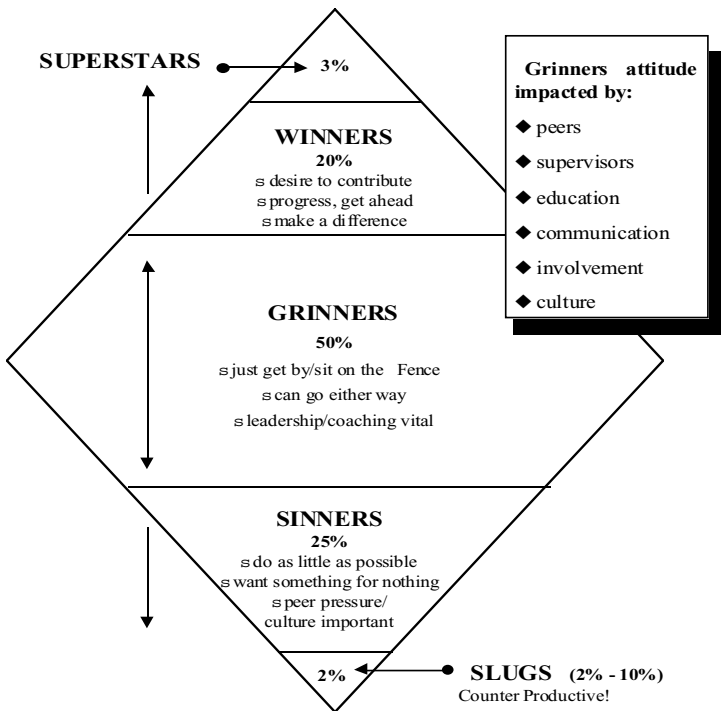 SUPERSTARS
3%
WINNERS
20%
s desire to contribute
s progress, get ahead
s make a difference
Grinners attitude
impacted by:
◆ peers
◆ supervisors
◆ education
◆ communication
◆ involvement
◆ culture
GRINNERS
50%
s just get by/sit on the Fence
s can go either way
s leadership/coaching vital
SINNERS
25%
s do as little as possible
s want something for nothing
s peer pressure/
culture important
2%
SLUGS (2% - 10%)
Counter Productive!